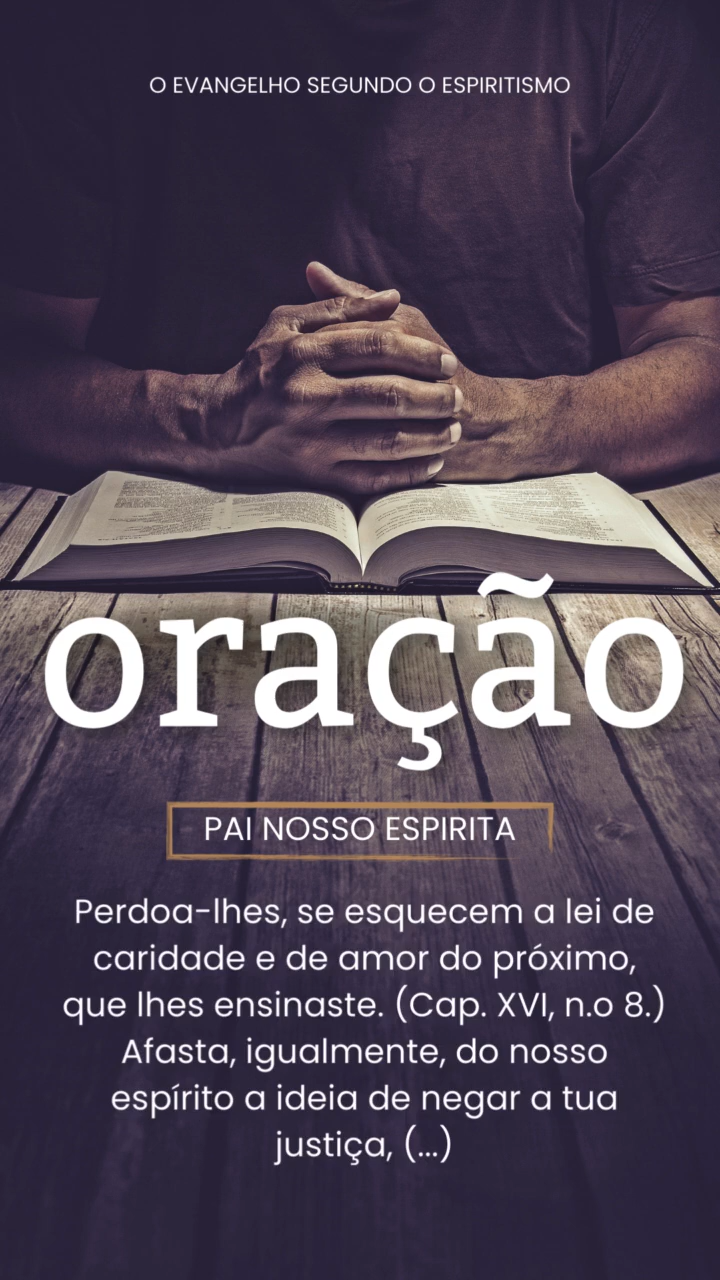 O EVANGELHO SEGUNDO O ESPIRITISMO
oração
PAI NOSSO ESPIRITA
Perdoa-lhes, se esquecem a lei de
caridade e de amor do próximo,
que lhes ensinaste. (Cap. XVI, n.o 8.)
Afasta, igualmente, do nosso
espírito a ideia de negar a tua
justiça, (...)